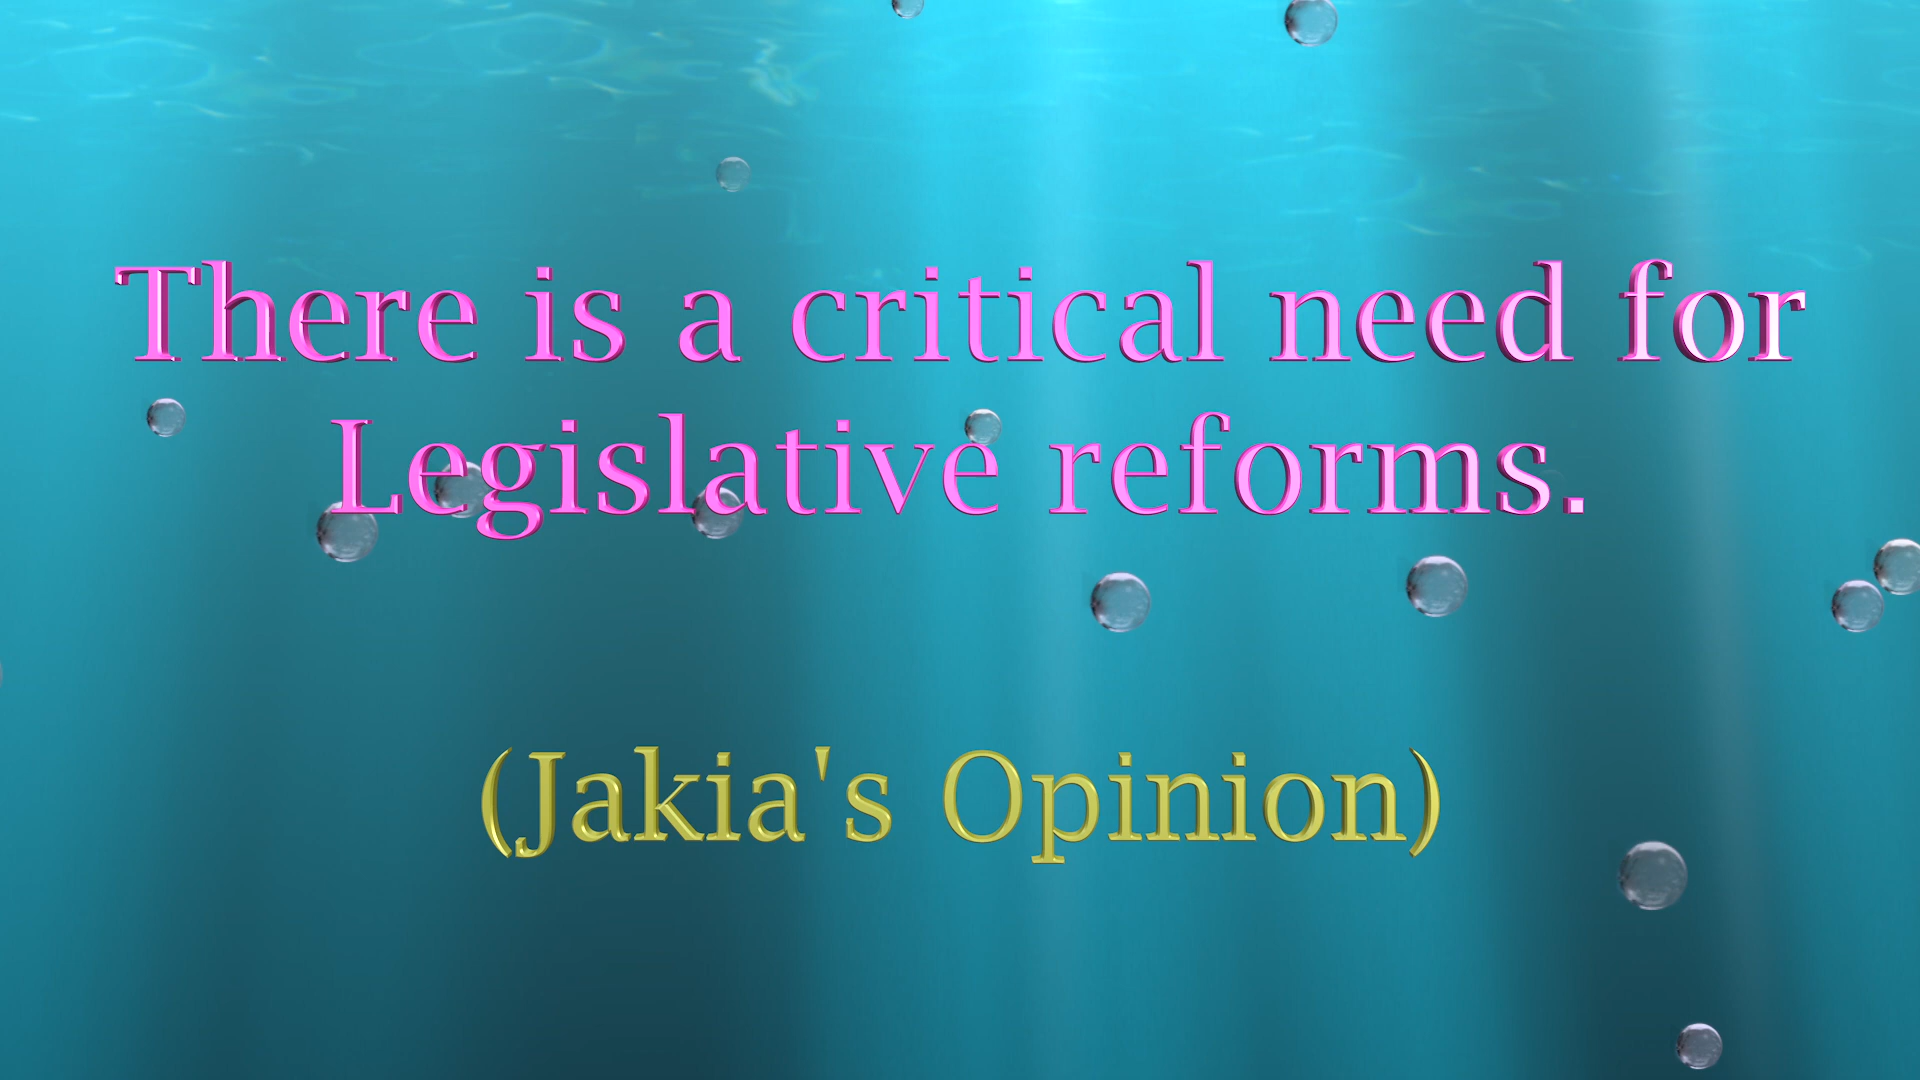 There is a critical need for
Legislative reforms.
(Jakia's Opinion)